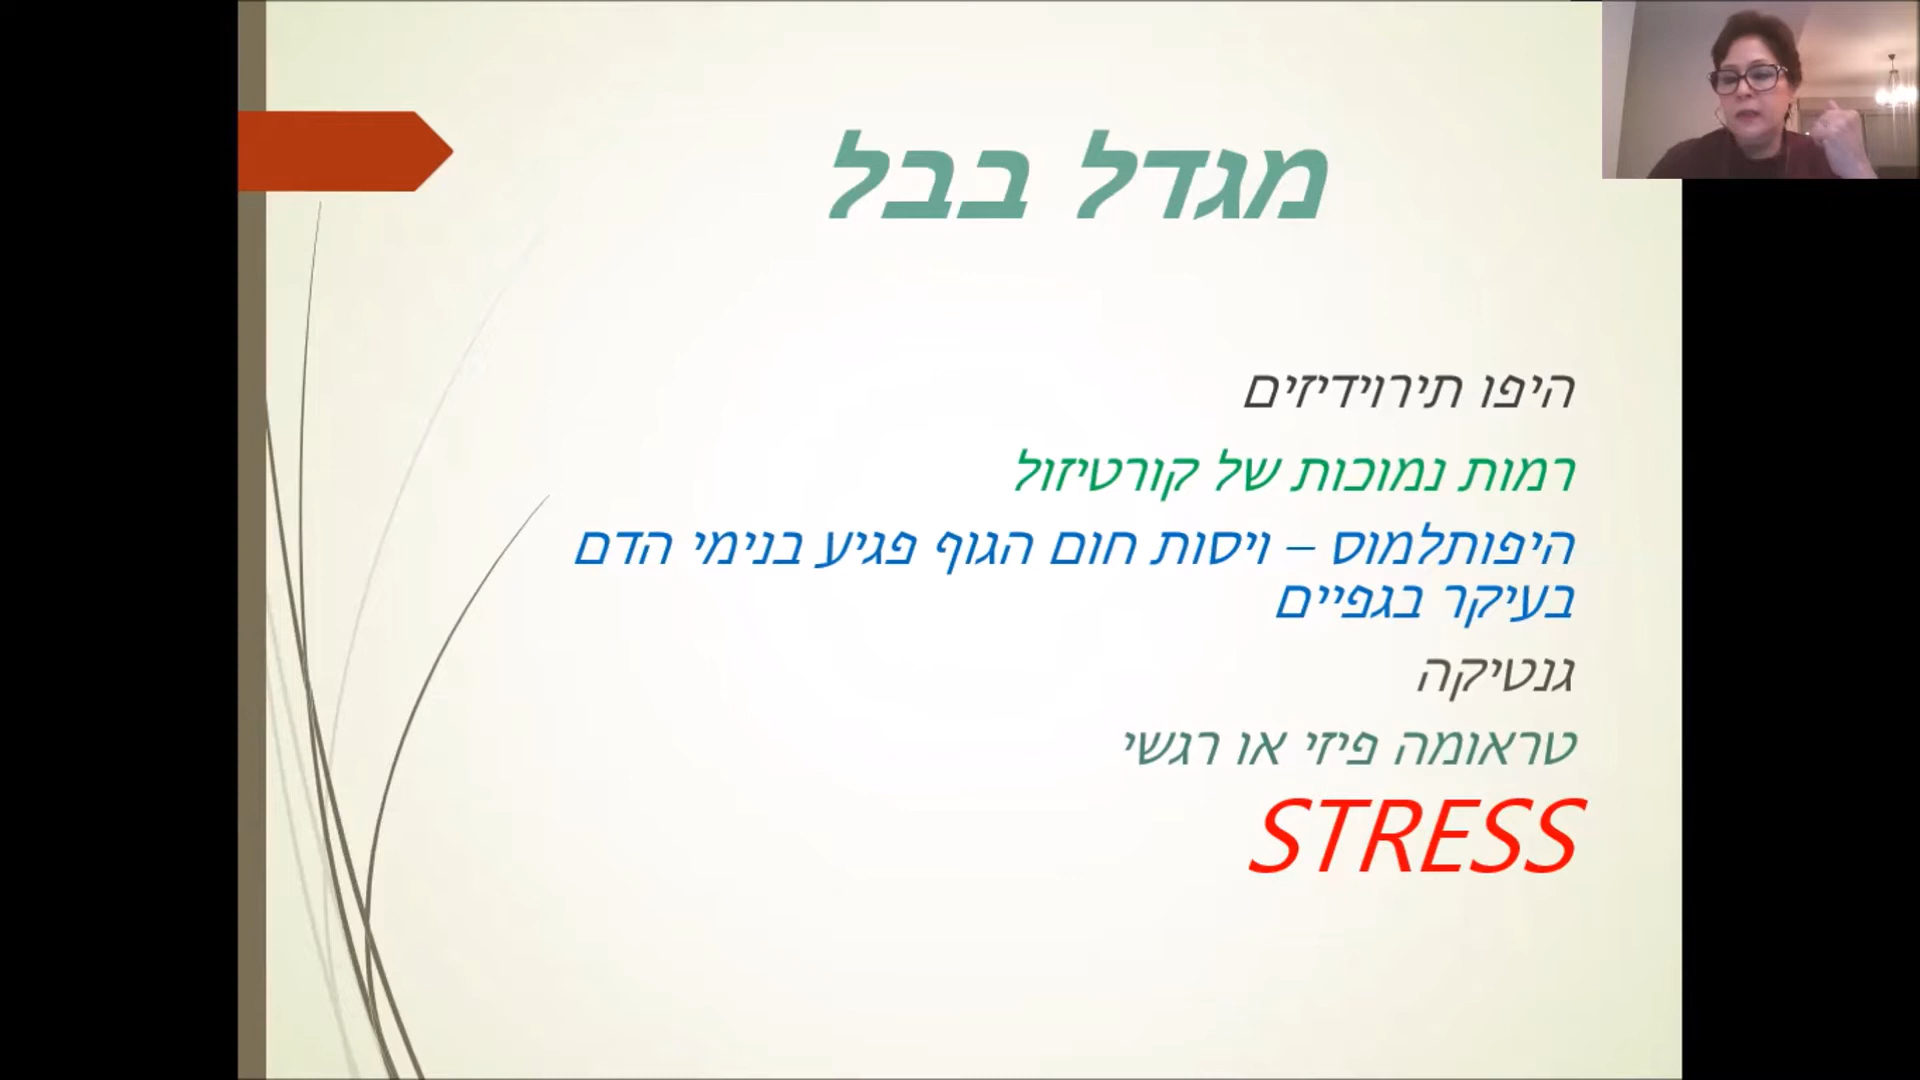 מגדל בבל
היפו תירוידיזים
רמות נמוכות של קורטיזול
היפותלמוס – ויסות חום הגוף פגיע בנימי הדם
בעיקר בגפיים
גנטיקה
טראומה פיזי או רגשי
STRESS